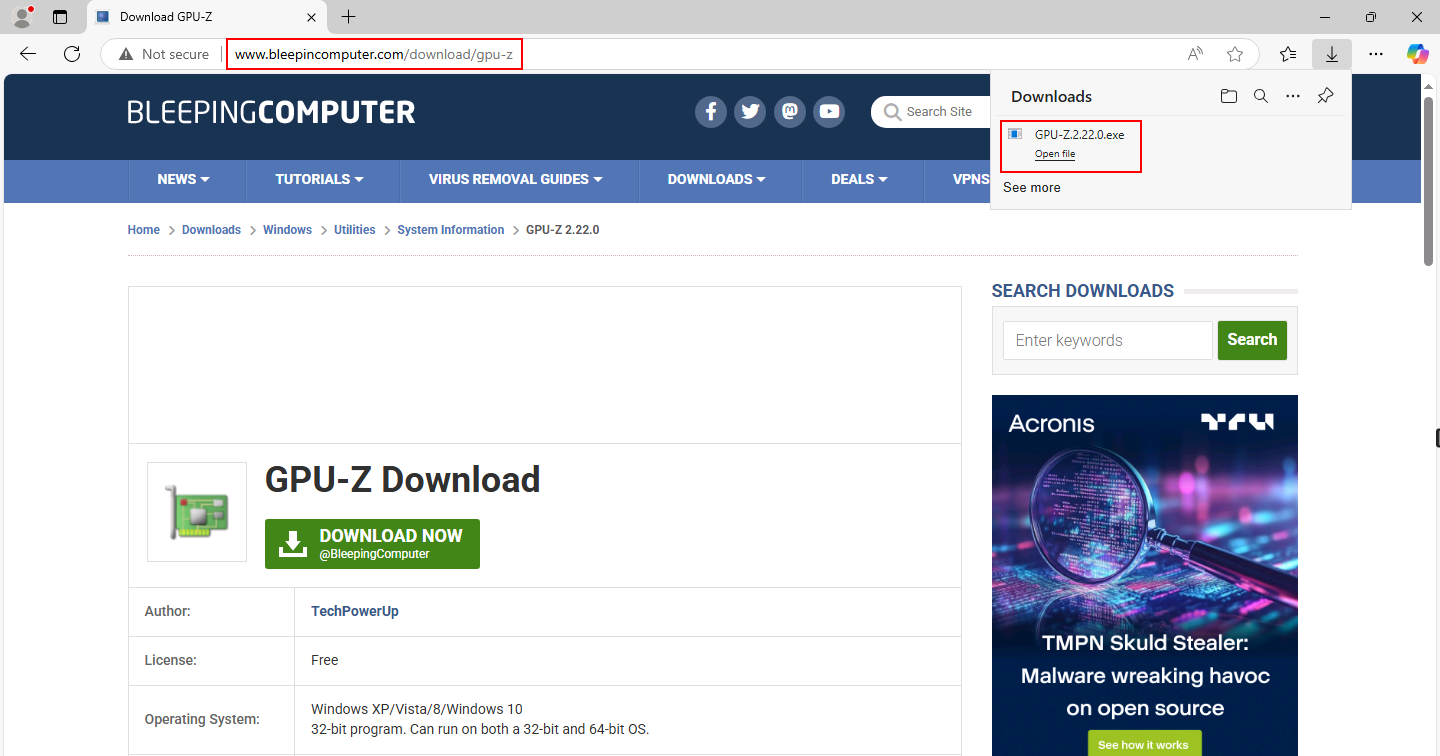 Download GPU-Z
Not secure
www.bleepincomputer.com/download/gpu-z
Downloads
GPU-Z.2.22.0.exe
Open file
See more
BLEEPINGCOMPUTER
Search Site
NEWS
TUTORIALS
VIRUS REMOVAL GUIDES
DOWNLOADS
DEALS
VPNS
Home
Downloads
Windows
Utilities
System Information
GPU-Z 2.22.0
SEARCH DOWNLOADS
Enter keywords
Search
GPU-Z Download
DOWNLOAD NOW
@BleepingComputer
Author:
TechPowerUp
License:
Free
Operating System:
Windows XP/Vista/8/Windows 10
32-bit program. Can run on both a 32-bit and 64-bit OS.
Acronis
TRU
TMPN Skuld Stealer:
Malware wreaking havoc
on open source
See how it works